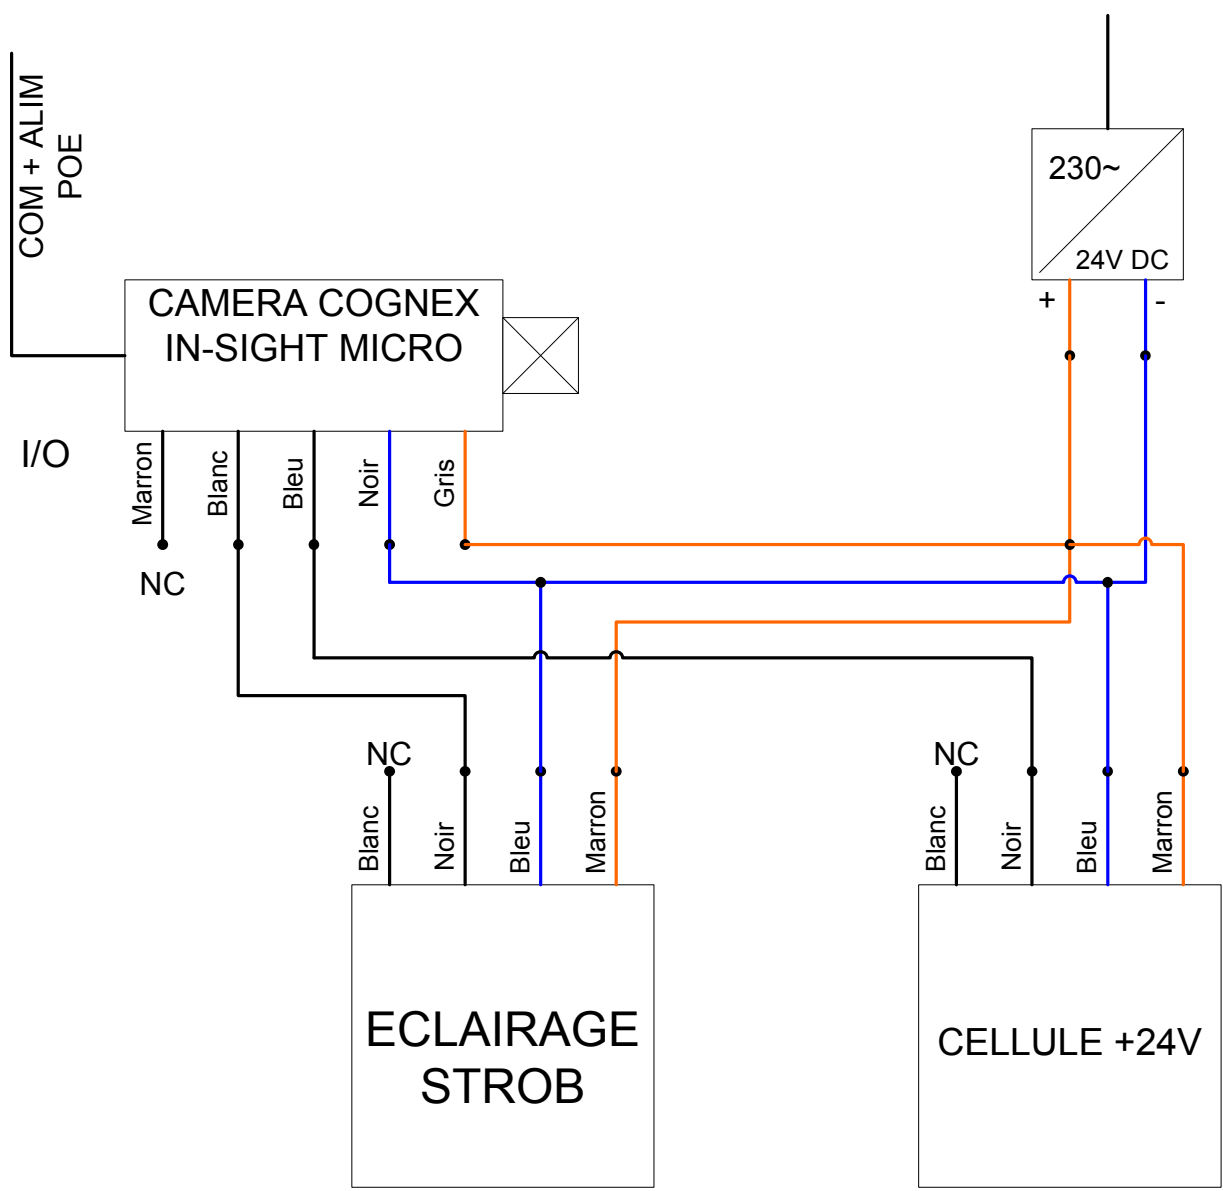 COM + ALIM
POE
230~
24V DC
+
-
CAMERA COGNEX
IN-SIGHT MICRO
I/O
Marron
Blanc
Bleu
Noir
Gris
NC
NC
Blanc
Noir
Bleu
Marron
NC
Blanc
Noir
Bleu
Marron
ECLAIRAGE
STROB
CELLULE +24V